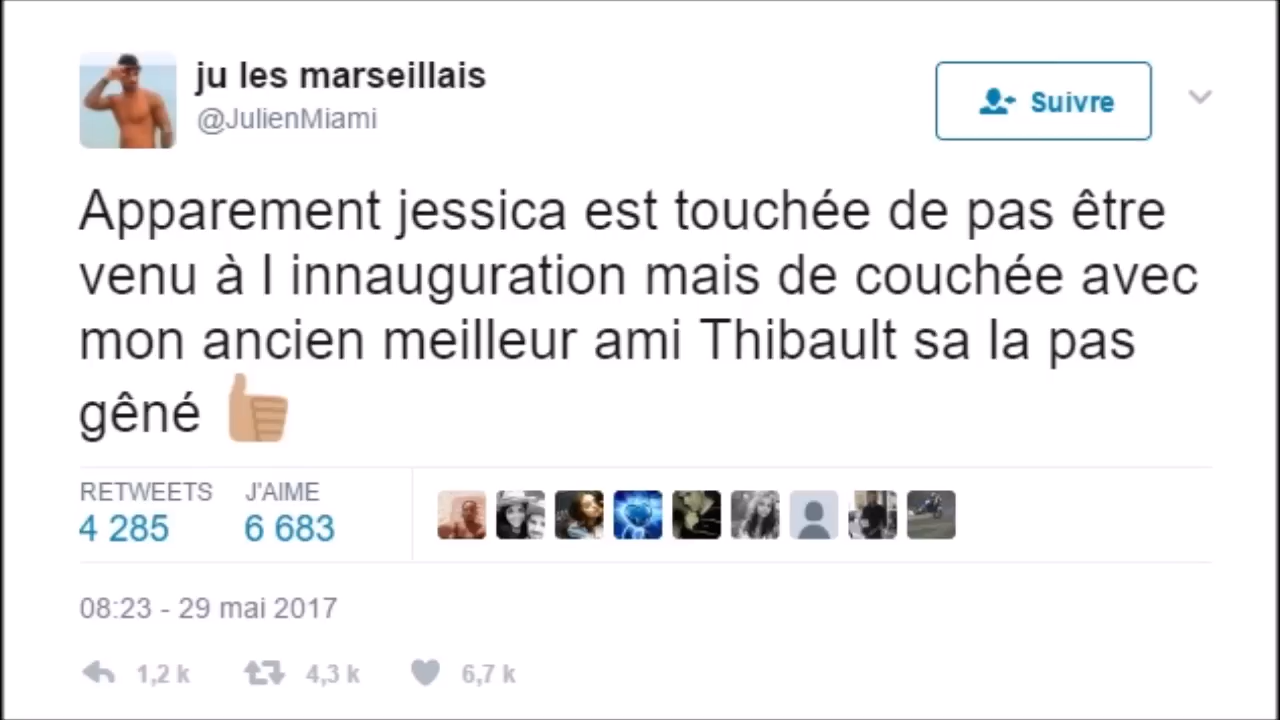 ju les marseillais
@JulienMiami
Suivre
Apparement jessica est touchée de pas être
venu à l innauguration mais de couchée avec
mon ancien meilleur ami Thibault sa la pas
gêné 👍🏼
RETWEETS J'AIME
4 285 6 683
08:23 - 29 mai 2017
1,2 k 4,3 k 6,7 k